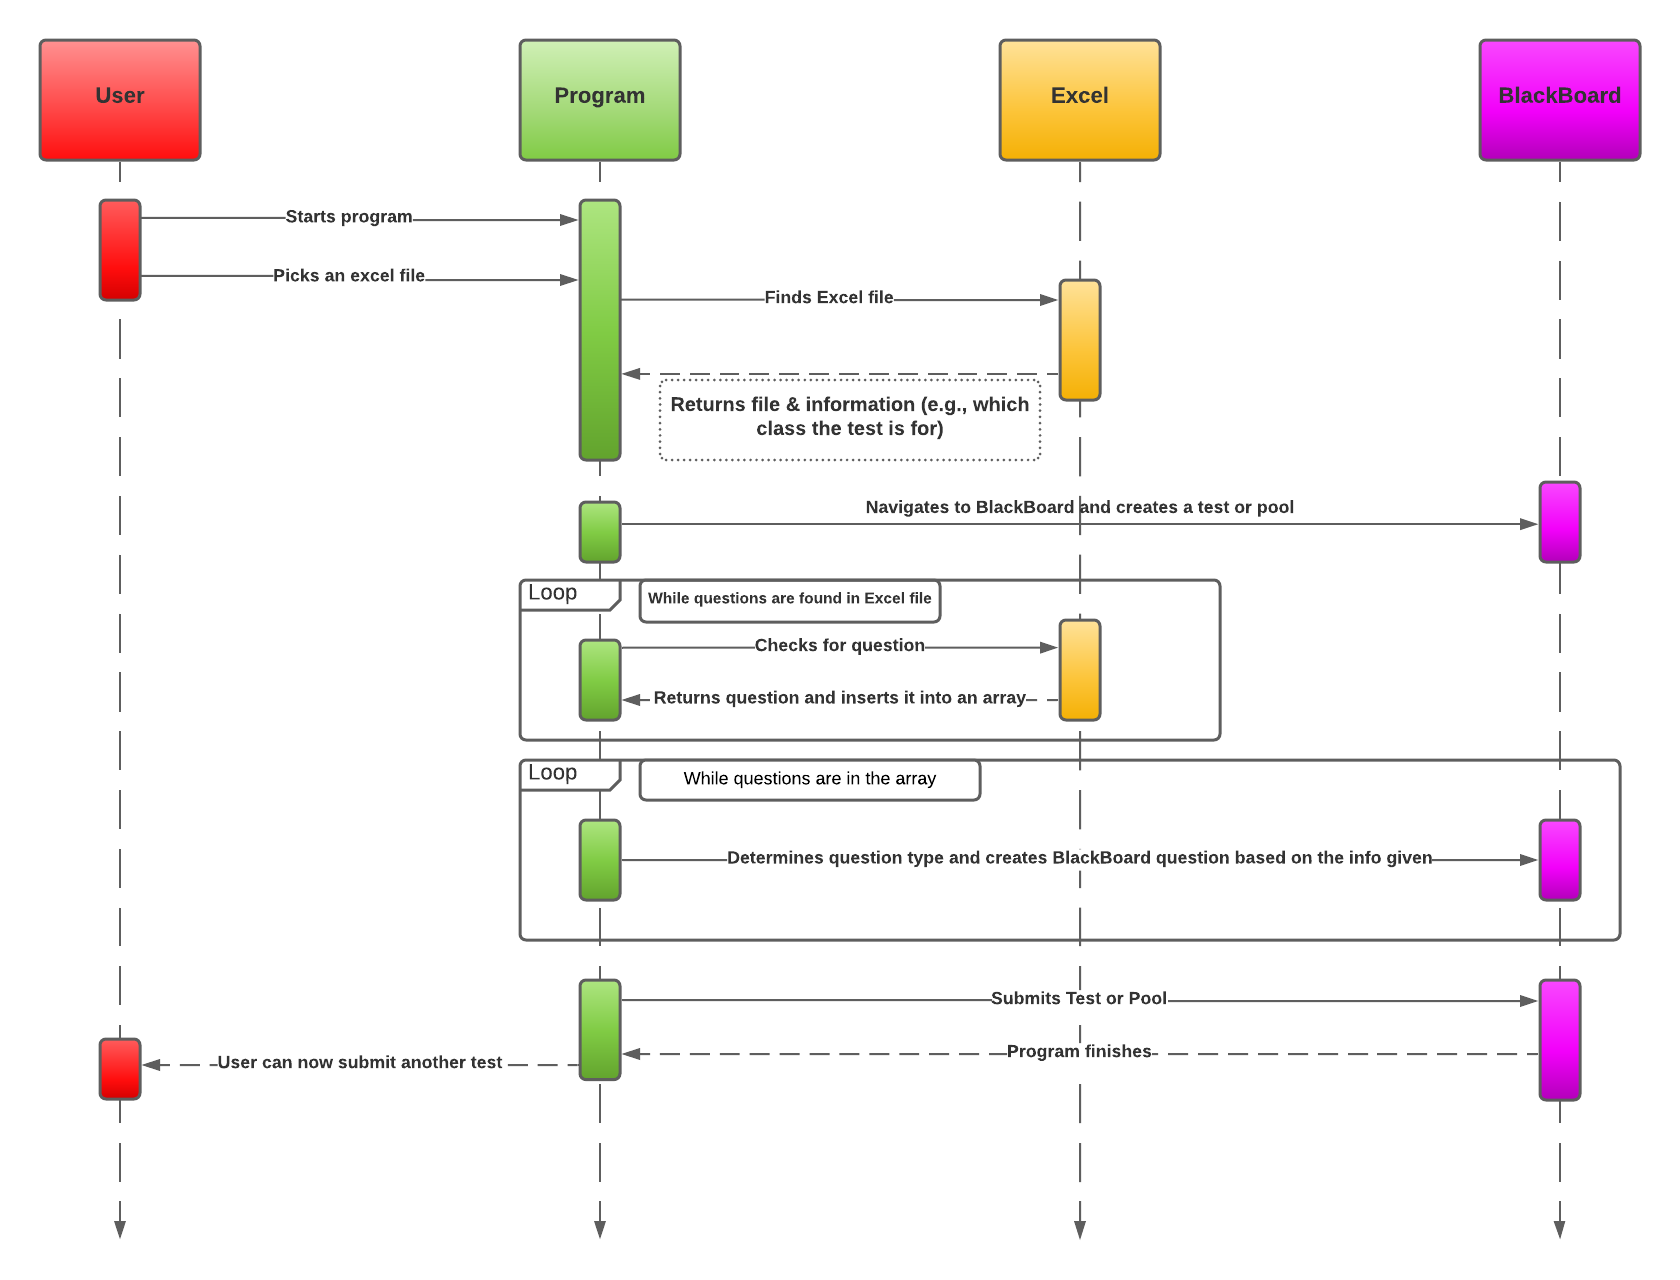 User
Program
Excel
BlackBoard
Starts program
Picks an excel file
Finds Excel file
Returns file & information (e.g., which
class the test is for)
Navigates to BlackBoard and creates a test or pool
Loop
While questions are found in Excel file
Checks for question
Returns question and inserts it into an array
Loop
While questions are in the array
Determines question type and creates BlackBoard question based on the info given
Submits Test or Pool
Program finishes
User can now submit another test